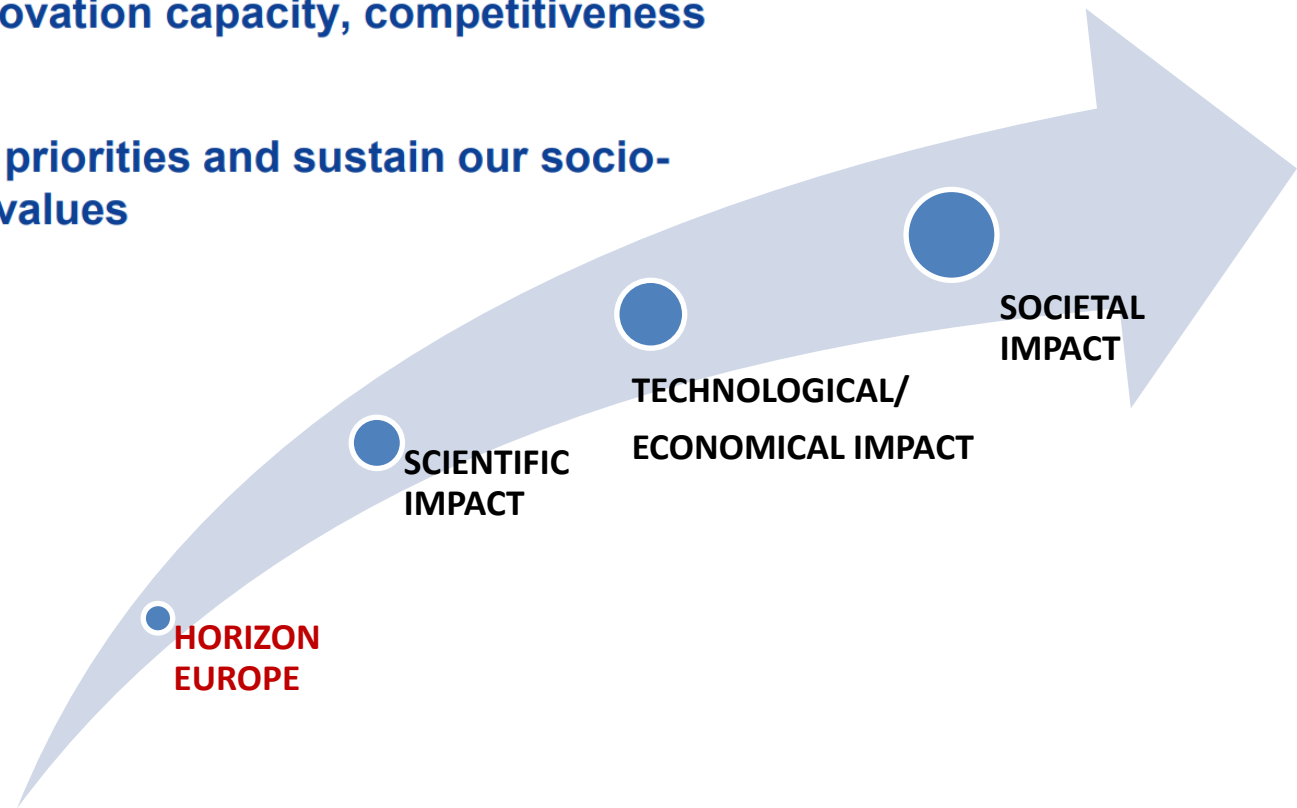 ovation capacity, competitiveness
priorities and sustain our socio-
values
SOCIETAL
IMPACT
TECHNOLOGICAL/
ECONOMICAL IMPACT
SCIENTIFIC
IMPACT
HORIZON
EUROPE